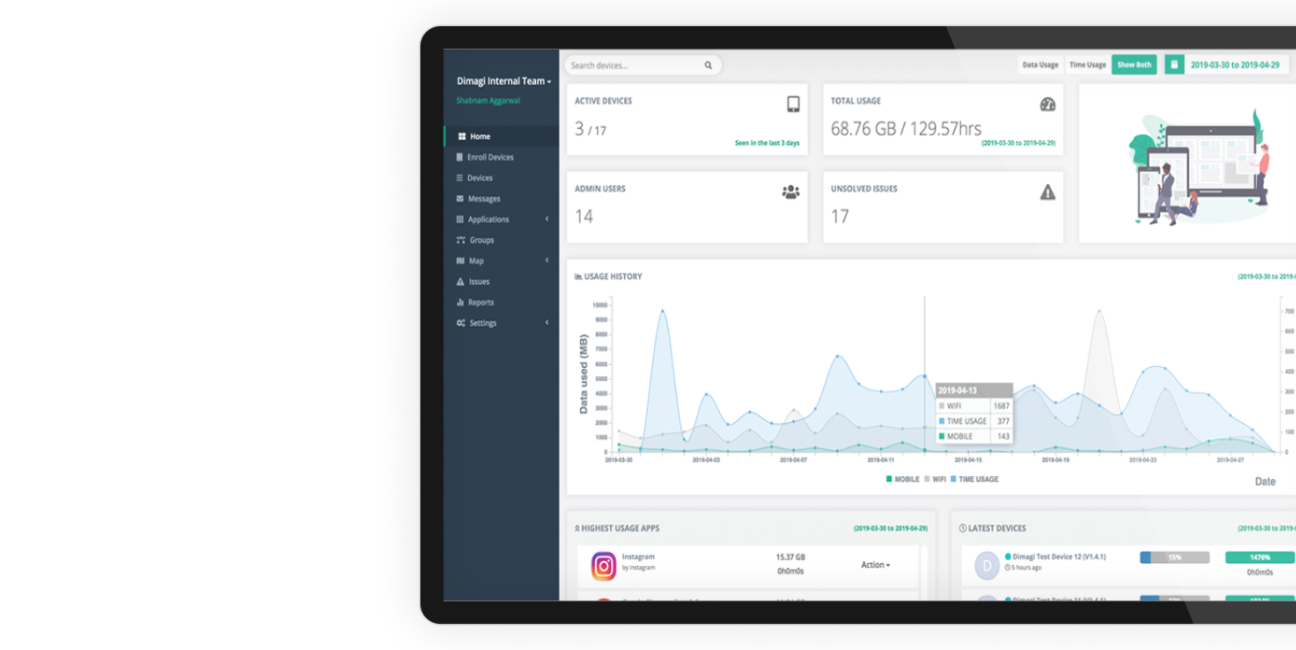 Dimagi Internal Team
Shabnam Aggarwal
Home
Enroll Devices
Devices
Messages
Applications
Groups
Map
Issues
Reports
Settings
Search devices...
Data Usage
Time Usage
Show Both
2019-03-30 to 2019-04-29
ACTIVE DEVICES
3 / 17
Seen in the last 3 days
TOTAL USAGE
68.76 GB / 129.57hrs
(2019-03-30 to 2019-04-29)
ADMIN USERS
14
UNSOLVED ISSUES
17
USAGE HISTORY
(2019-03-30 to 2019-
Data used (MB)
10000
9000
8000
7000
6000
5000
4000
3000
2000
1000
0
700
600
500
400
300
200
100
0
2019-04-13
WIFI 1687
TIME USAGE 377
MOBILE 143
2019-03-30
2019-04-03
2019-04-07
2019-04-11
2019-04-15
2019-04-19
2019-04-23
2019-04-27
MOBILE WIFI TIME USAGE
Date
HIGHEST USAGE APPS
(2019-03-30 to 2019-04-29)
Instagram
by Instagram
15.37 GB
0h0m0s
Action
LATEST DEVICES
(2019-03-30 to 2019-
D
Dimagi Test Device 12 (V1.4.1)
5 hours ago
15%
1476%
0h0m0s